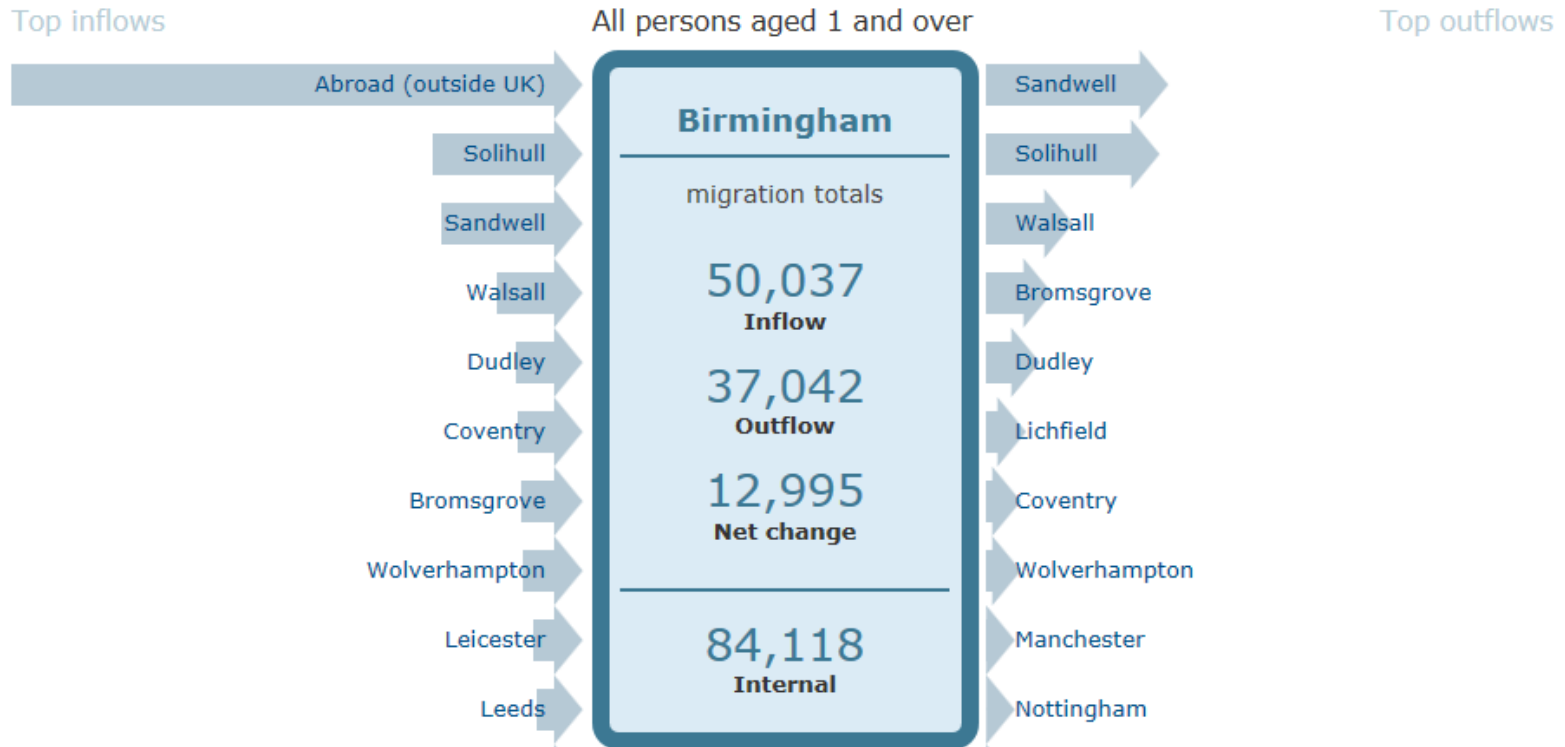 Top inflows
All persons aged 1 and over
Top outflows
Abroad (outside UK)
Solihull
Sandwell
Walsall
Dudley
Coventry
Bromsgrove
Wolverhampton
Leicester
Leeds
Birmingham
migration totals
50,037
Inflow
37,042
Outflow
12,995
Net change
84,118
Internal
Sandwell
Solihull
Walsall
Bromsgrove
Dudley
Lichfield
Coventry
Wolverhampton
Manchester
Nottingham